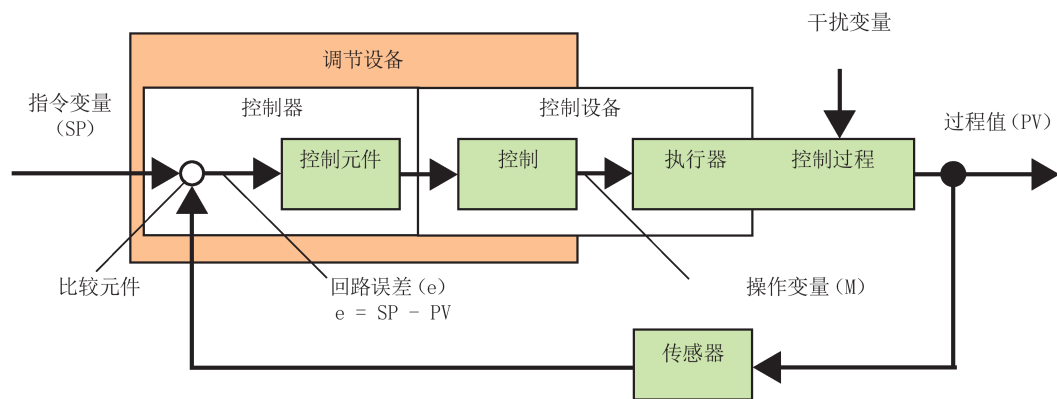 干扰变量
调节设备
指令变量
(SP)
控制器
控制设备
过程值(PV)
控制元件
控制
执行器
控制过程
比较元件
回路误差(e)
e = SP - PV
操作变量(M)
传感器